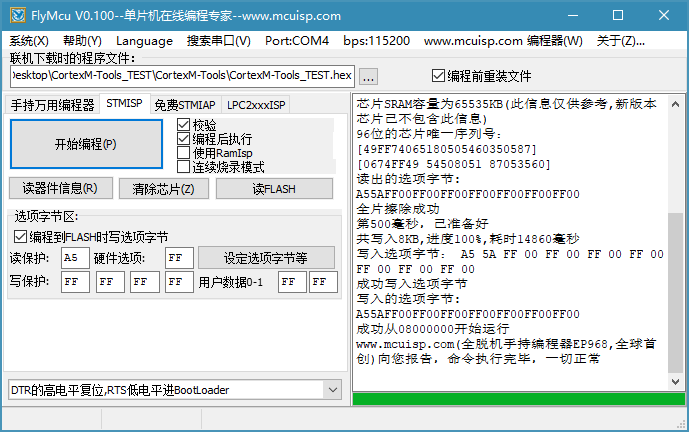 FlyMcu V0.100--单片机在线编程专家--www.mcuisp.com
系统(X) 帮助(Y) Language 搜索串口(V) Port:COM4 bps:115200 www.mcuisp.com 编程器(W) 关于(Z)...
联机下载时的程序文件：
Desktop\CortexM-Tools_TEST\CortexM-Tools\CortexM-Tools_TEST.hex ... 编程前重装文件
手持万用编程器 STMISP 免费STMIAP LPC2xxxISP
开始编程(P)
校验
编程后执行
使用RamIsp
连续烧录模式
读器件信息(R) 清除芯片(Z) 读FLASH
选项字节区:
编程到FLASH时写选项字节
读保护: A5 硬件选项: FF 设定选项字节等
写保护: FF FF FF FF 用户数据0-1 FF FF
DTR的高电平复位,RTS低电平进BootLoader
芯片SRAM容量为65535KB(此信息仅供参考,新版本
芯片已不包含此信息)
96位的芯片唯一序列号:
[49FF74065180505460350587]
[0674FF49 54508051 87053560]
读出的选项字节:
A55AFF00FF00FF00FF00FF00FF00FF00
全片擦除成功
第500毫秒，已准备好
共写入8KB,进度100%,耗时14860毫秒
写入选项字节： A5 5A FF 00 FF 00 FF 00 FF 00
FF 00 FF 00 FF 00
成功写入选项字节
写入的选项字节:
A55AFF00FF00FF00FF00FF00FF00FF00
成功从08000000开始运行
www.mcuisp.com(全脱机手持编程器EP968,全球首
创)向您报告，命令执行完毕，一切正常